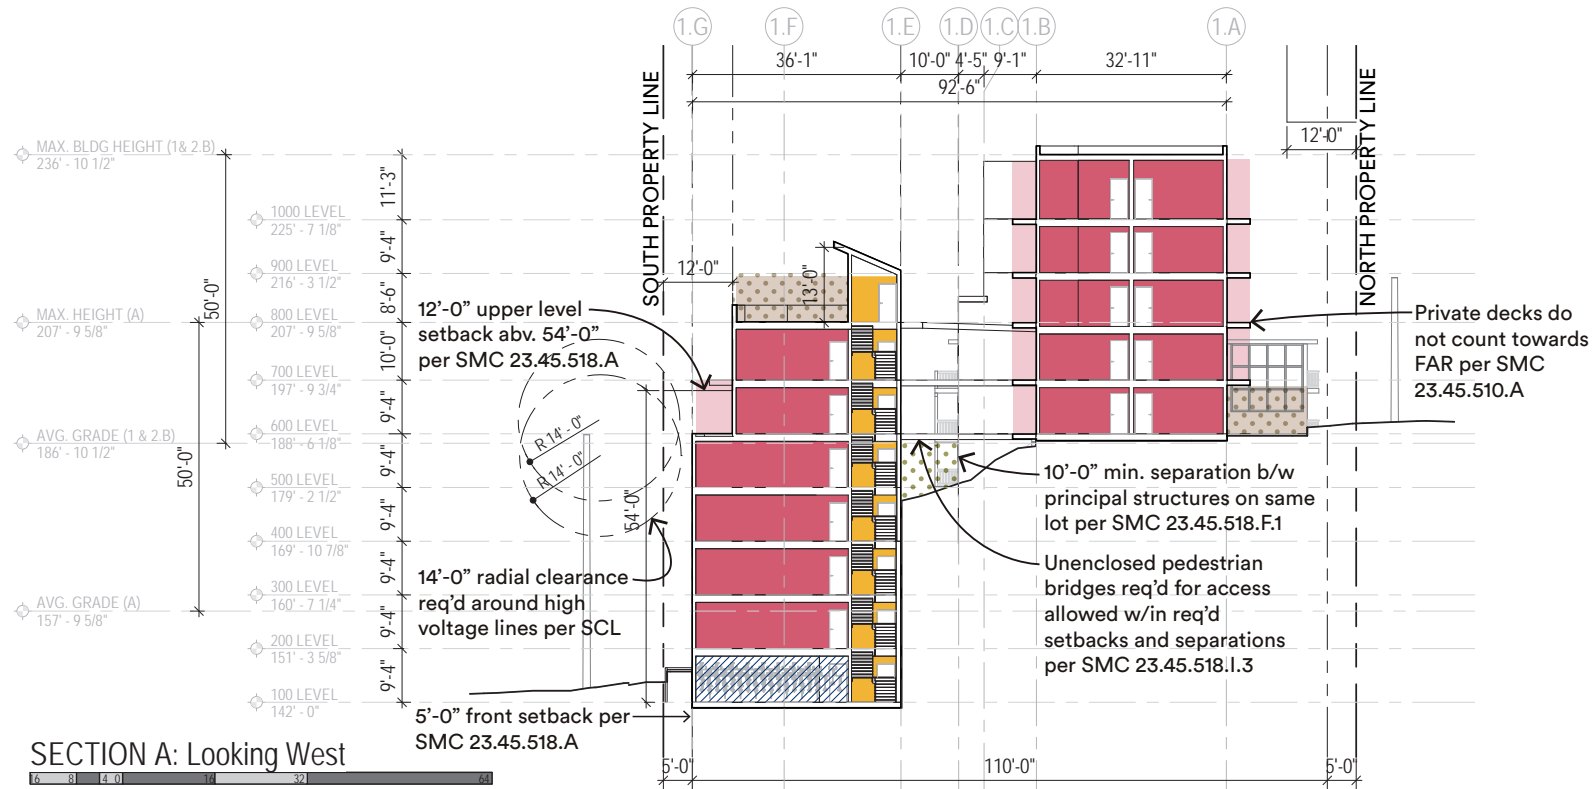 1.G
1.F
1.E
1.D
1.C
1.B
1.A
36'-1"
10'-0"
4'-5"
9'-1"
32'-11"
92'-6"
SOUTH PROPERTY LINE
NORTH PROPERTY LINE
12'-0"
12'-0"
MAX. BLDG HEIGHT (1& 2.B)
236' - 10 1/2"
MAX. HEIGHT (A)
207' - 9 5/8"
AVG. GRADE (1 & 2.B)
186' - 10 1/2"
AVG. GRADE (A)
157' - 9 5/8"
50'-0"
50'-0"
1000 LEVEL
225' - 7 1/8"
900 LEVEL
216' - 3 1/2"
800 LEVEL
207' - 9 5/8"
700 LEVEL
197' - 9 3/4"
600 LEVEL
188' - 6 1/8"
500 LEVEL
179' - 2 1/2"
400 LEVEL
169' - 10 7/8"
300 LEVEL
160' - 7 1/4"
200 LEVEL
151' - 3 5/8"
100 LEVEL
142' - 0"
11'-3"
9'-4"
8'-6"
10'-0"
9'-4"
9'-4"
9'-4"
9'-4"
9'-4"
9'-4"
13'-0"
12'-0” upper level
setback abv. 54’-0”
per SMC 23.45.518.A
R 14' - 0"
R 14' - 0"
54'-0"
14’-0” radial clearance
req’d around high
voltage lines per SCL
5’-0” front setback per
SMC 23.45.518.A
Private decks do
not count towards
FAR per SMC
23.45.510.A
10’-0” min. separation b/w
principal structures on same
lot per SMC 23.45.518.F.1
Unenclosed pedestrian
bridges req’d for access
allowed w/in req’d
setbacks and separations
per SMC 23.45.518.I.3
5'-0"
110'-0"
5'-0"
SECTION A: Looking West
16 8 4 0 16 32 64